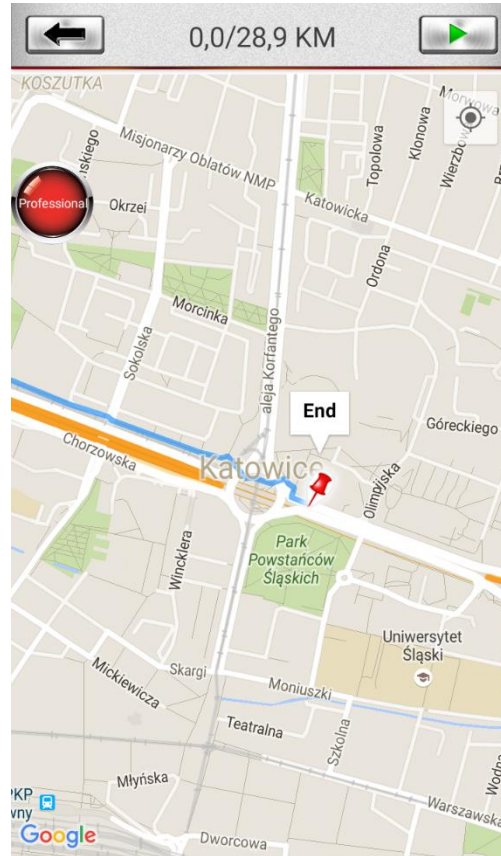 0,0/28,9 KM
KOSZUTKA
Morwowa
Misjonarzy Oblatów NMP
Topolowa
Klonowa
Professional
Okrzei
Katowicka
Ordona
Morcinka
Sokolska
aleja Korfantego
End
Góreckiego
Chorzowska
Katowice
Olimpijska
Park
Powstańców
Śląskich
Wincklera
Uniwersytet
Śląski
Mickiewicza
Skargi
Moniuszki
Teatralna
Szkolna
Młyńska
Warszawska
Google
Dworcowa